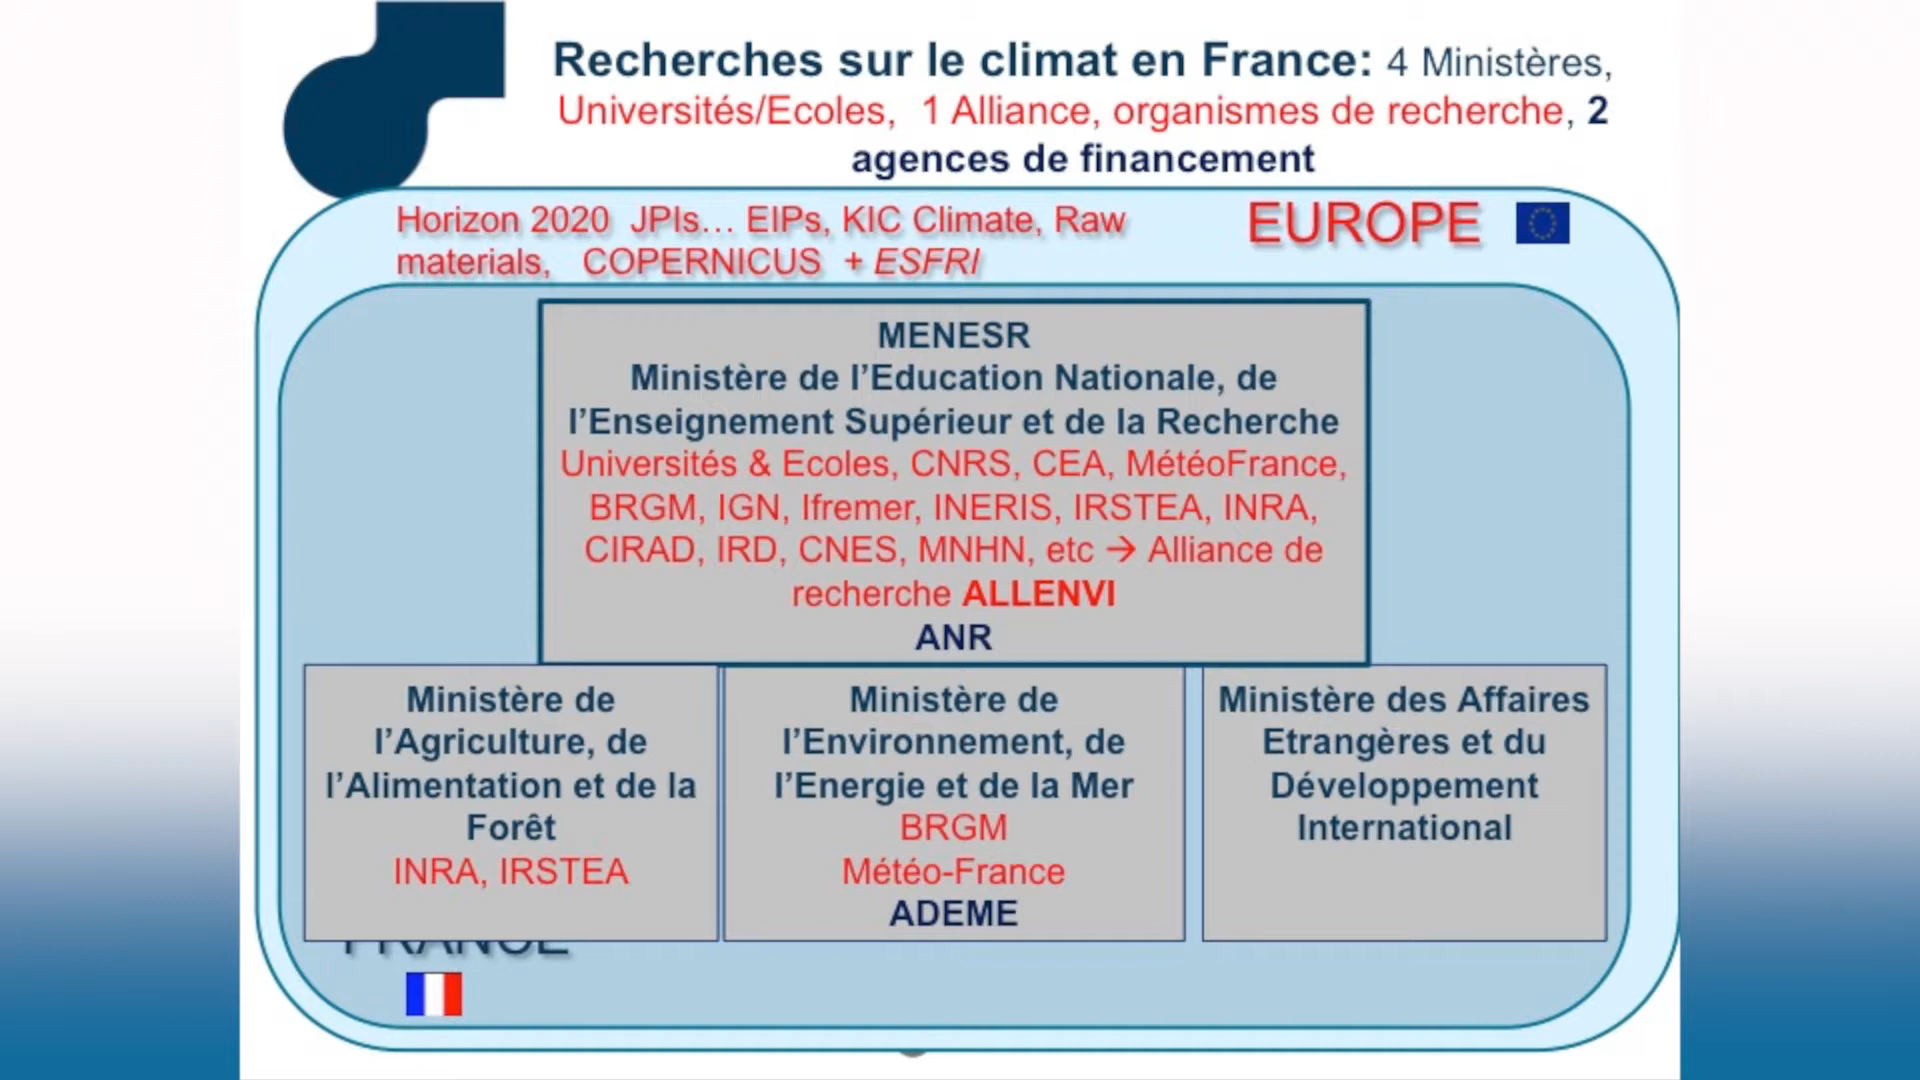 Recherches sur le climat en France: 4 Ministères,
Universités/Ecoles, 1 Alliance, organismes de recherche, 2
agences de financement
Horizon 2020 JPIs... EIPs, KIC Climate, Raw
materials, COPERNICUS + ESFRI
EUROPE
MENESR
Ministère de l'Education Nationale, de
l'Enseignement Supérieur et de la Recherche
Universités & Ecoles, CNRS, CEA, MétéoFrance,
BRGM, IGN, Ifremer, INERIS, IRSTEA, INRA,
CIRAD, IRD, CNES, MNHN, etc → Alliance de
recherche ALLENVI
ANR
Ministère de
l'Agriculture, de
l'Alimentation et de la
Forêt
INRA, IRSTEA
Ministère de
l'Environnement, de
l'Energie et de la Mer
BRGM
Météo-France
ADEME
Ministère des Affaires
Etrangères et du
Développement
International
FRANCE